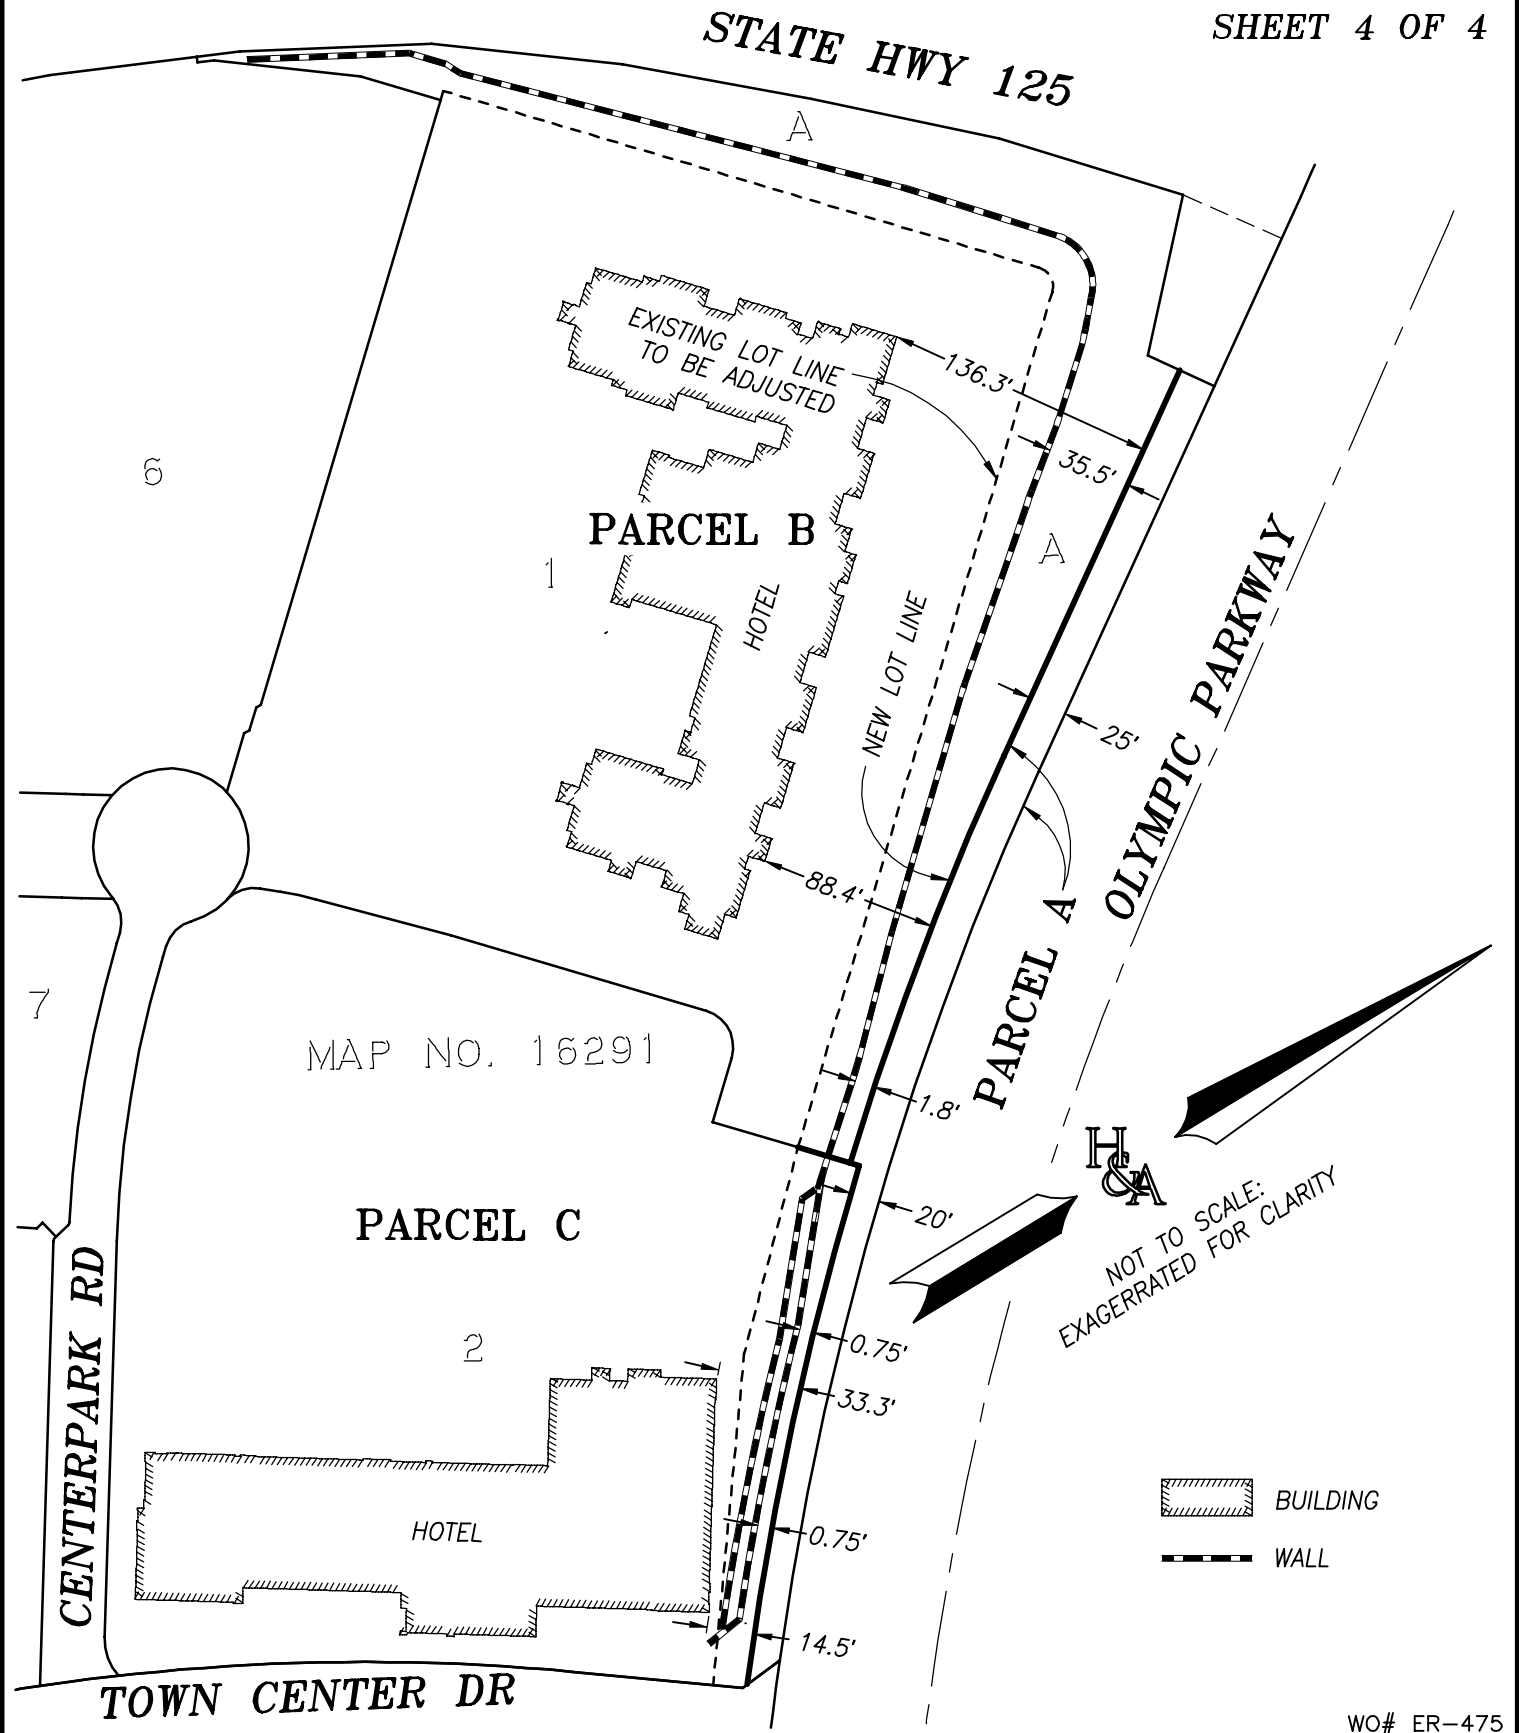 SHEET 4 OF 4
STATE HWY 125
A
EXISTING LOT LINE
TO BE ADJUSTED
136.3'
35.5'
6
PARCEL B
A
1
HOTEL
NEW LOT LINE
25'
OLYMPIC PARKWAY
88.4'
PARCEL A
7
MAP NO. 16291
1.8'
H&A
NOT TO SCALE:
EXAGERRATED FOR CLARITY
PARCEL C
20'
CENTERPARK RD
2
0.75'
33.3'
BUILDING
HOTEL
0.75'
WALL
14.5'
TOWN CENTER DR
WO# ER-475